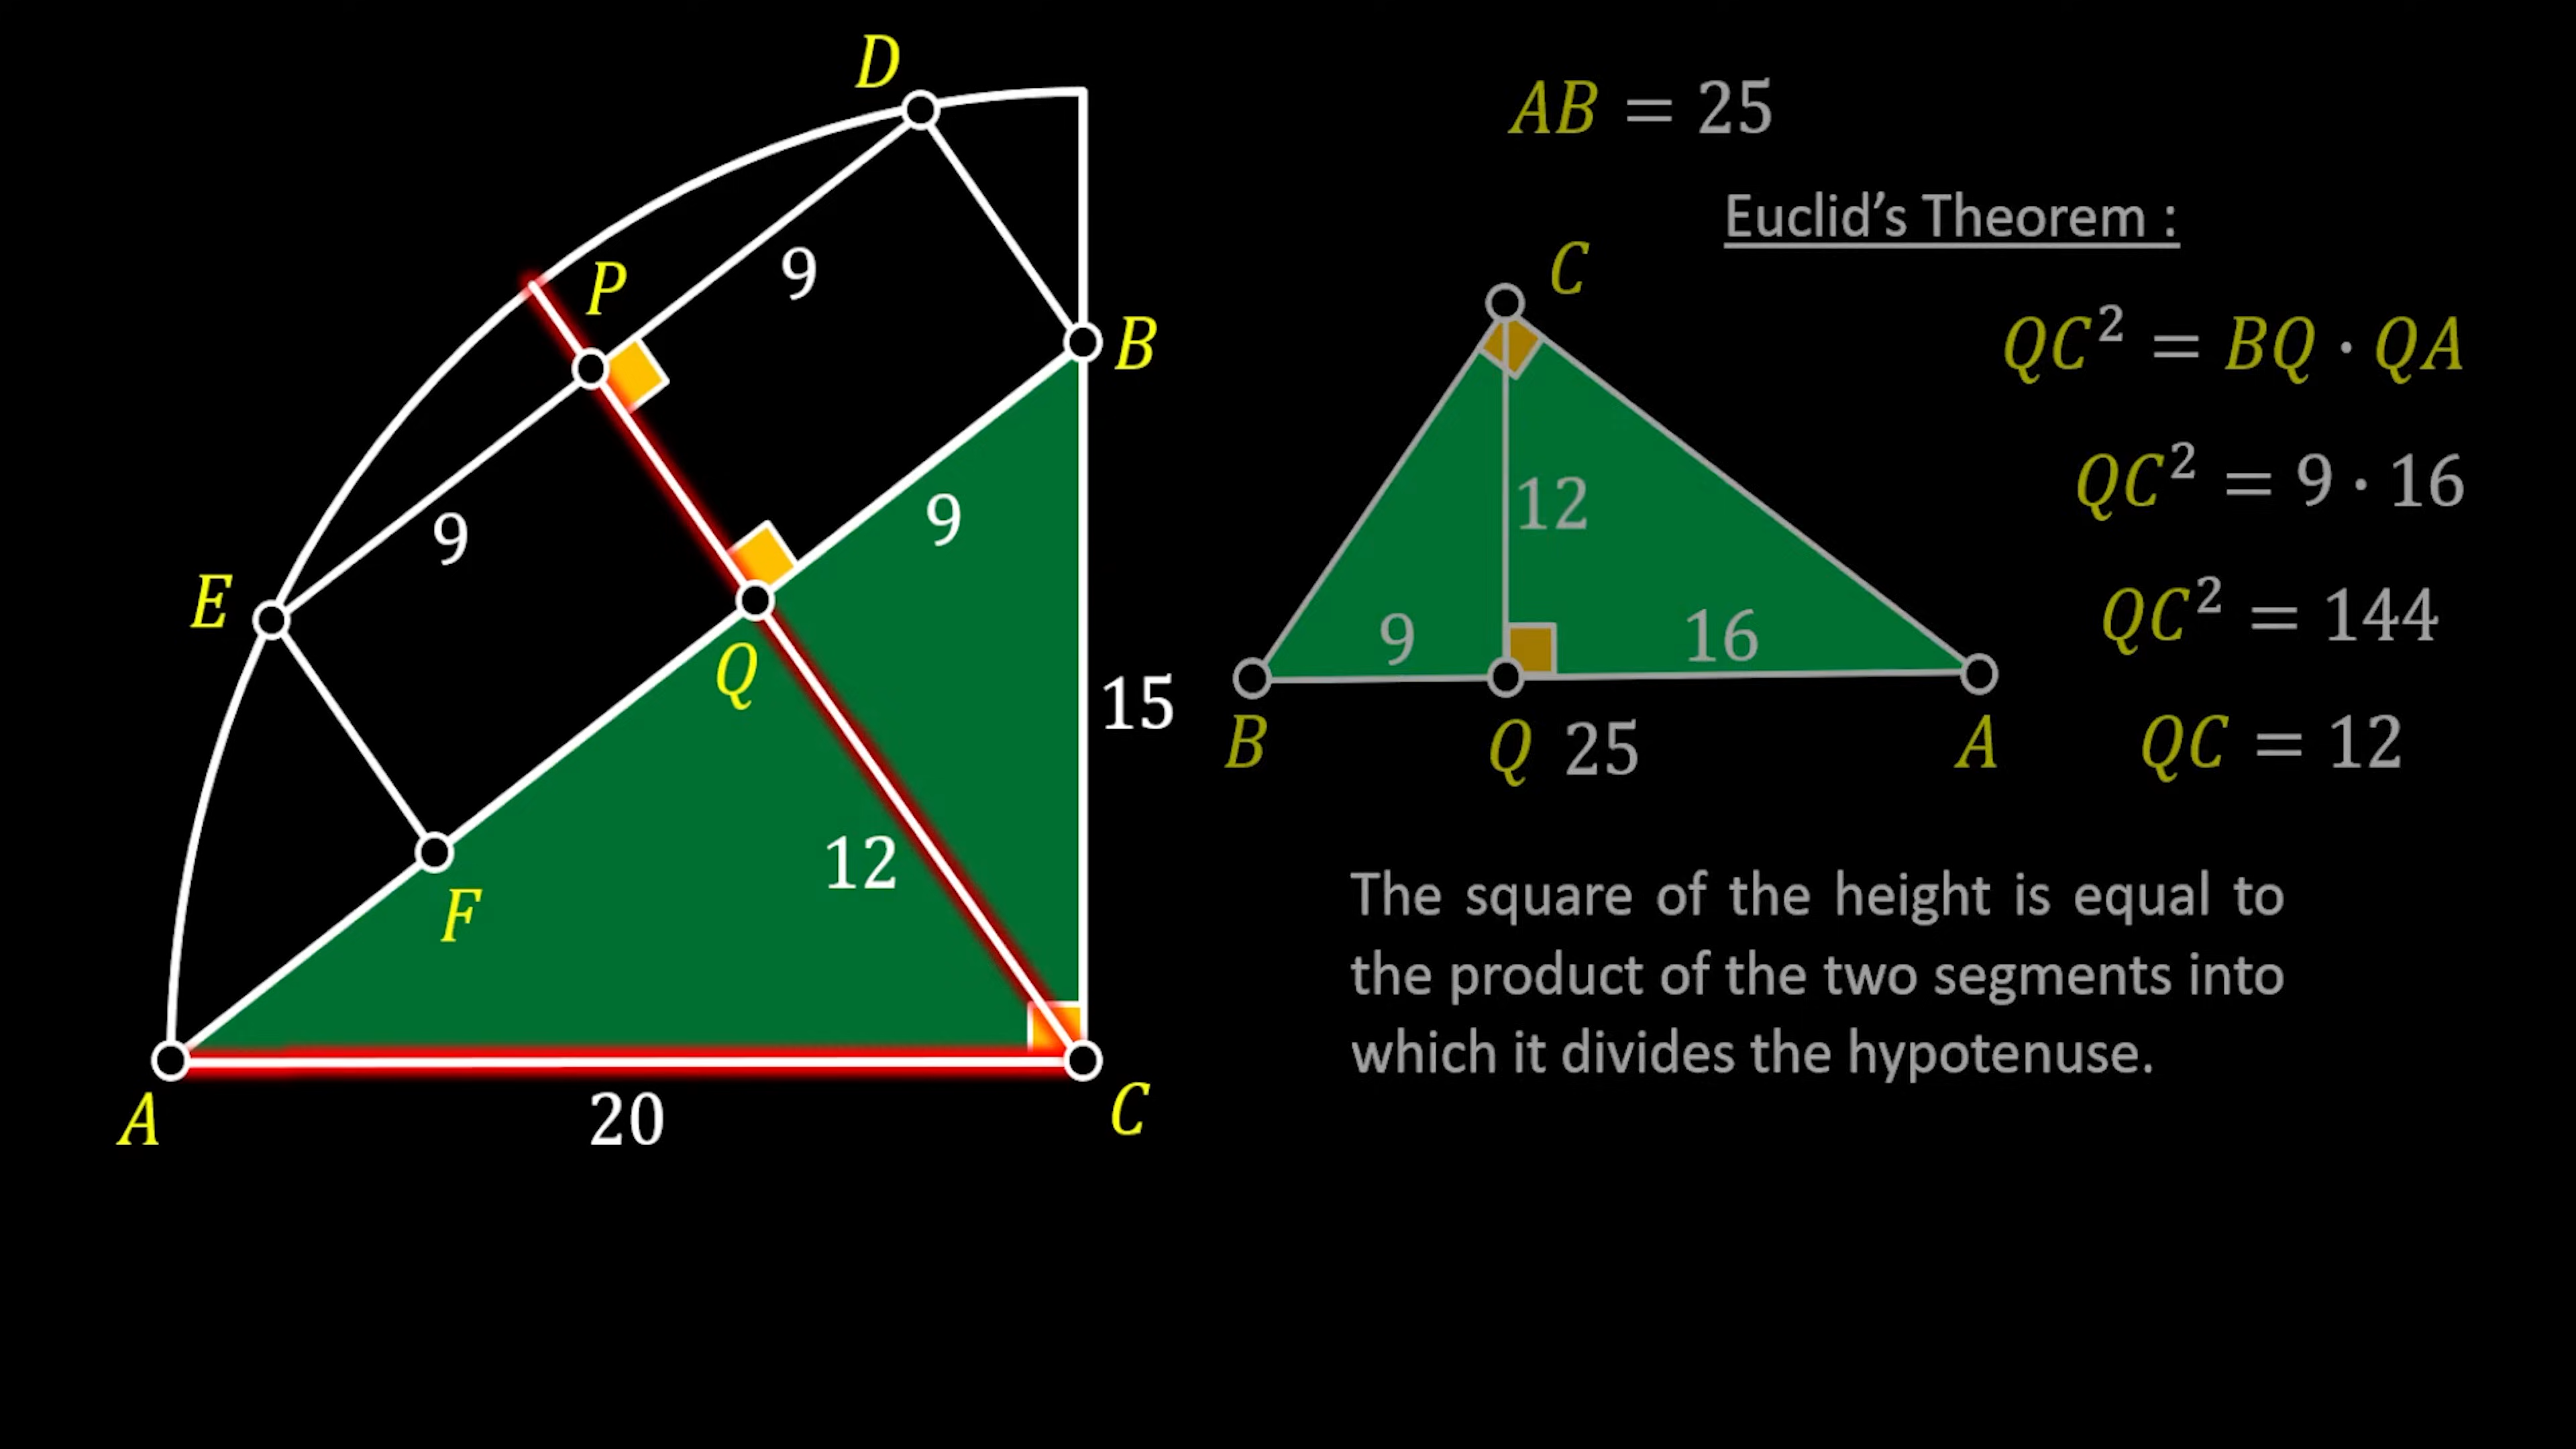 D
AB = 25
Euclid's Theorem :
P
9
C
B
QC² = BQ · QA
9
12
QC² = 9 · 16
9
E
QC² = 144
Q
9
16
15
F
12
B
Q
25
A
QC = 12
The square of the height is equal to
the product of the two segments into
which it divides the hypotenuse.
A
20
C